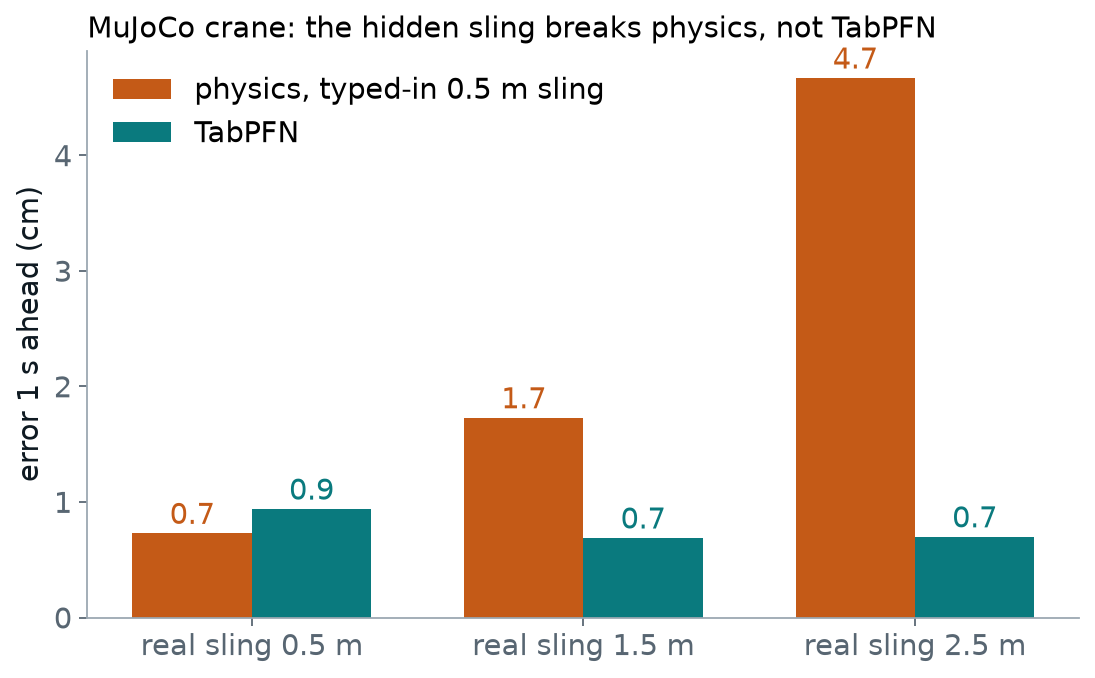 MuJoCo crane: the hidden sling breaks physics, not TabPFN
physics, typed-in 0.5 m sling
TabPFN
error 1 s ahead (cm)
4
3
2
1
0
0.7
0.9
1.7
0.7
4.7
0.7
real sling 0.5 m
real sling 1.5 m
real sling 2.5 m